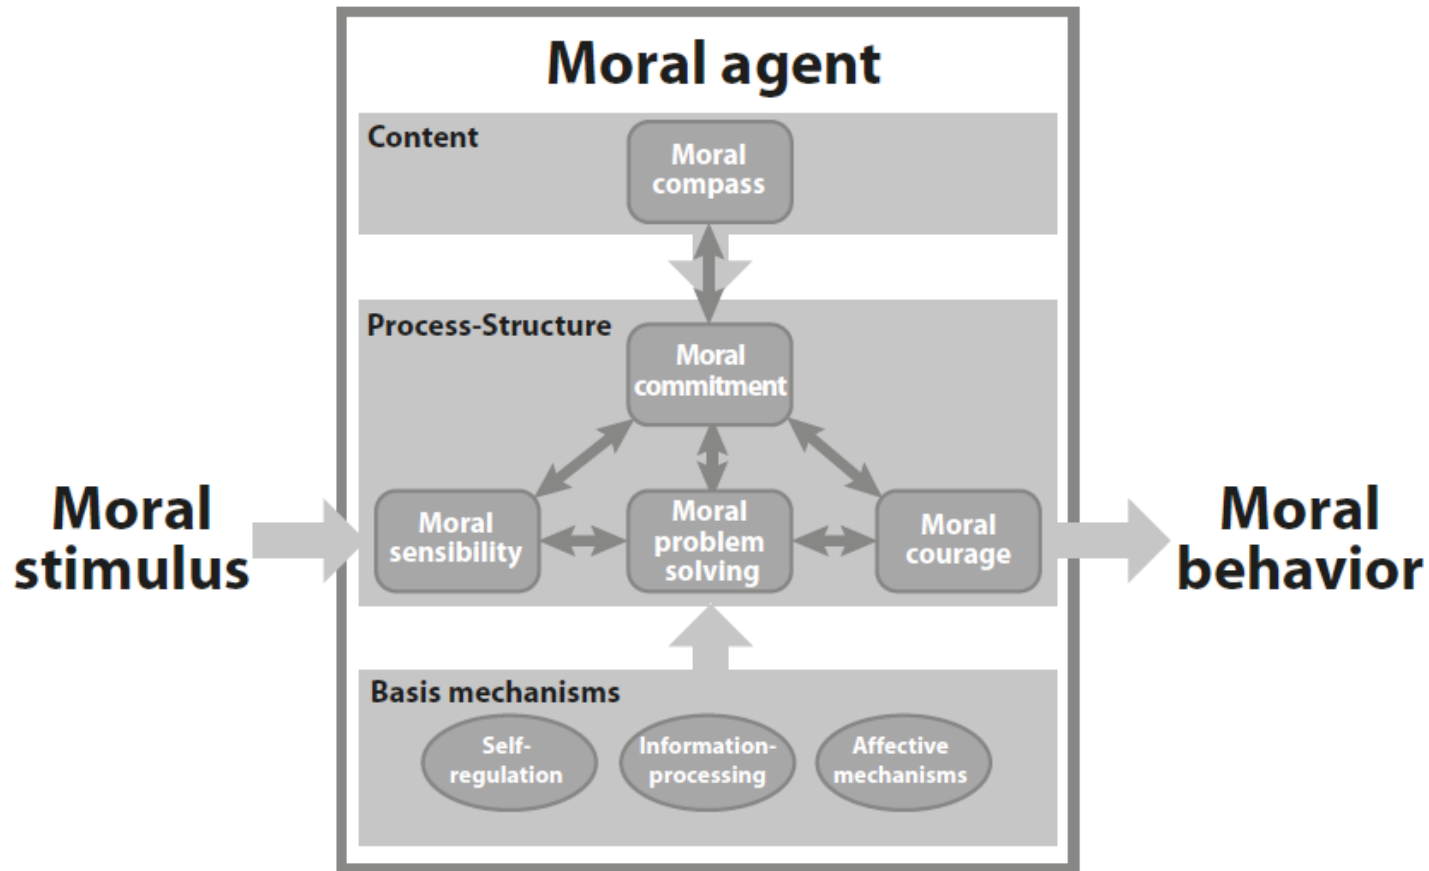 Moral agent
Content
Moral
compass
Process-Structure
Moral
commitment
Moral
stimulus
Moral
sensibility
Moral
problem
solving
Moral
courage
Moral
behavior
Basis mechanisms
Self-
regulation
Information-
processing
Affective
mechanisms